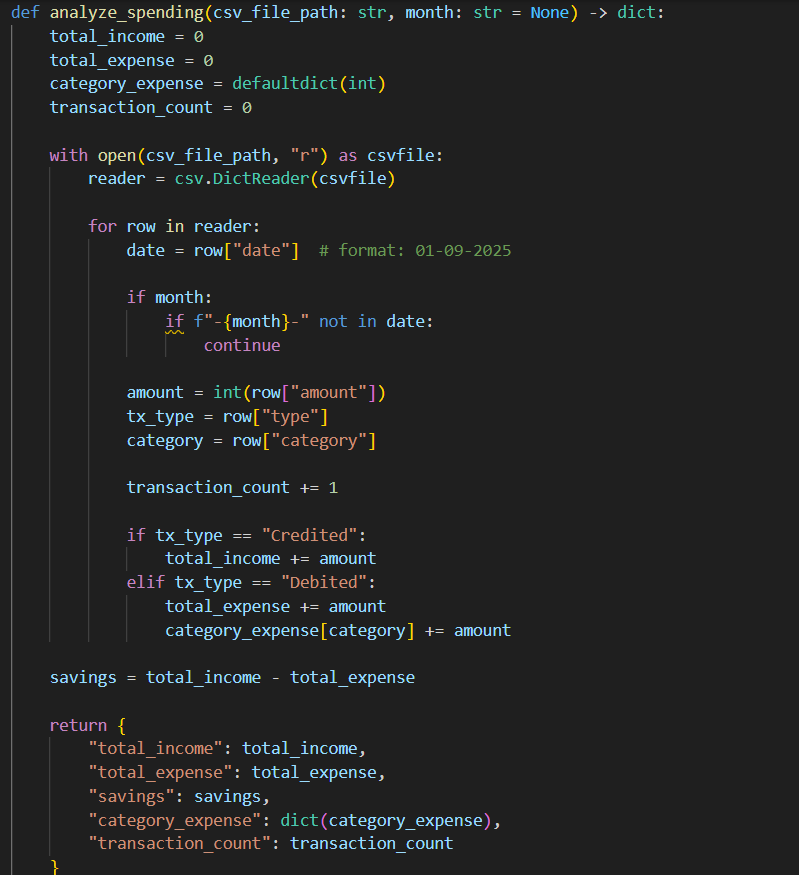 def analyze_spending(csv_file_path: str, month: str = None) -> dict:
    total_income = 0
    total_expense = 0
    category_expense = defaultdict(int)
    transaction_count = 0

    with open(csv_file_path, "r") as csvfile:
        reader = csv.DictReader(csvfile)

        for row in reader:
            date = row["date"]  # format: 01-09-2025

            if month:
                if f"-{month}-" not in date:
                    continue

            amount = int(row["amount"])
            tx_type = row["type"]
            category = row["category"]

            transaction_count += 1

            if tx_type == "Credited":
                total_income += amount
            elif tx_type == "Debited":
                total_expense += amount
                category_expense[category] += amount

    savings = total_income - total_expense

    return {
        "total_income": total_income,
        "total_expense": total_expense,
        "savings": savings,
        "category_expense": dict(category_expense),
        "transaction_count": transaction_count
    }